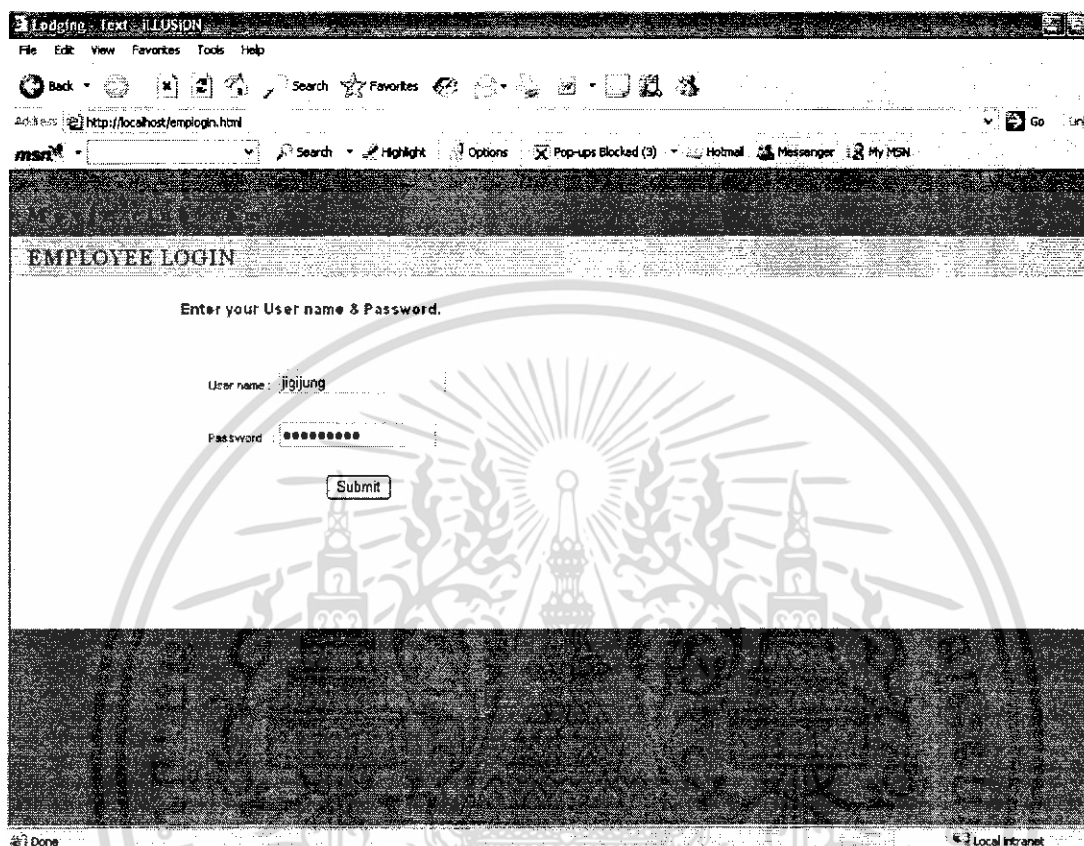 Lodging - Text - iLLUSiON
File Edit View Favorites Tools Help
Back Search Favorites
Address http://localhost/emplogin.html Go
msn Search Highlight Options Pop-ups Blocked (3) Hotmail Messenger My MSN
EMPLOYEE LOGIN
Enter your User name & Password.
User name : jigijung
Password : •••••••••
Submit
Done Local intranet